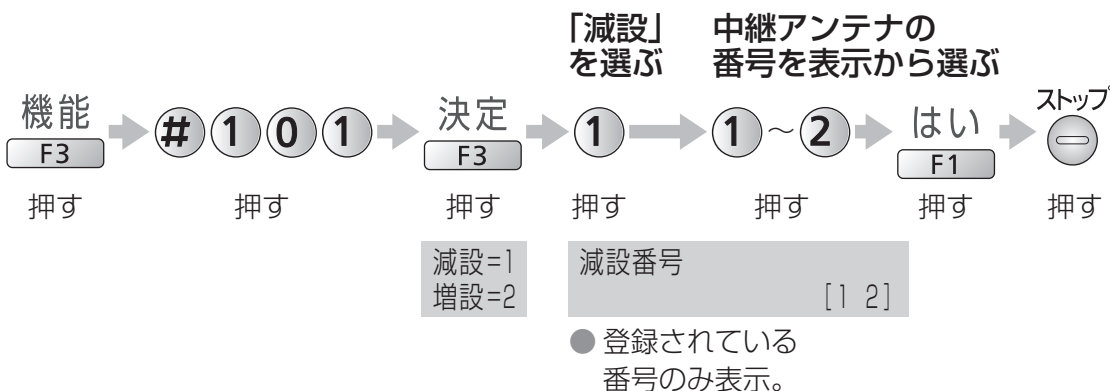 「減設」
を選ぶ
中継アンテナの
番号を表示から選ぶ
機能
F3
#101
決定
F3
1
1～2
はい
F1
ストップ
押す 押す 押す 押す 押す 押す 押す
減設=1
増設=2
減設番号
[1 2]
● 登録されている
番号のみ表示。